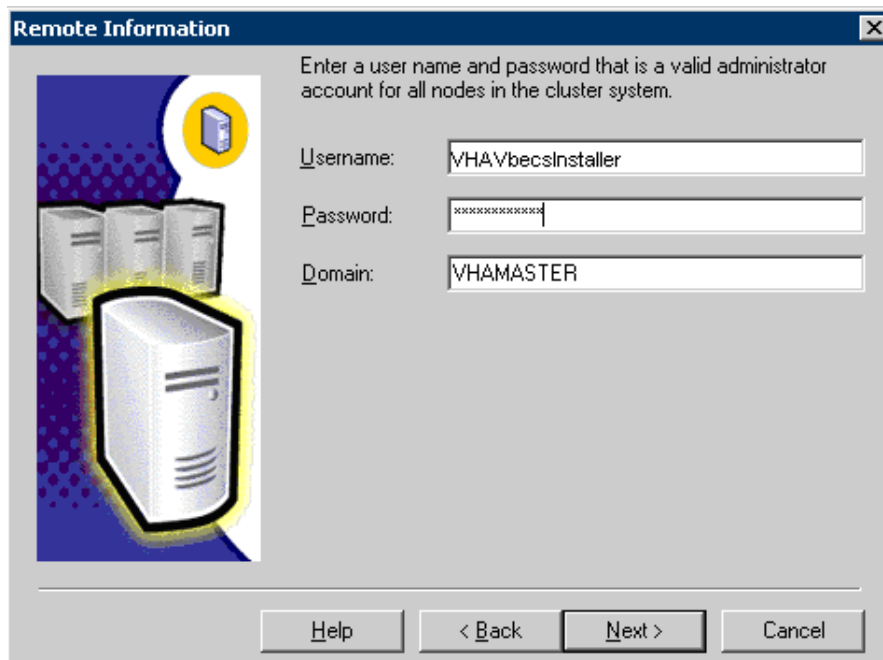 Remote Information
Enter a user name and password that is a valid administrator
account for all nodes in the cluster system.
Username: VHAVbecsInstaller
Password: ************
Domain: VHAMASTER
Help < Back Next > Cancel